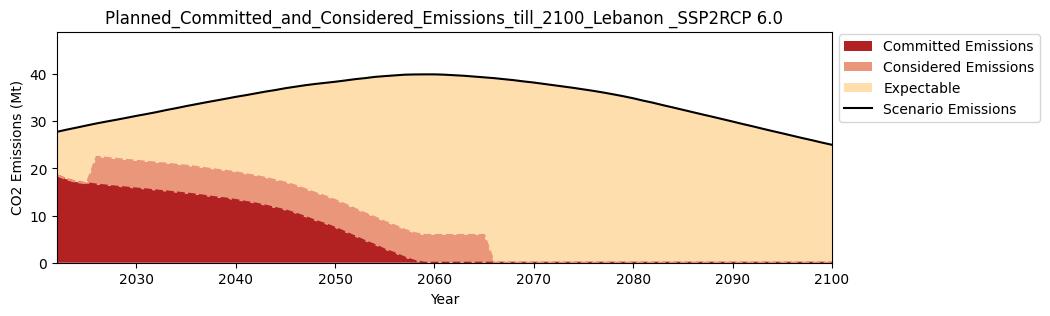 Planned_Committed_and_Considered_Emissions_till_2100_Lebanon _SSP2RCP 6.0
Committed Emissions
Considered Emissions
Expectable
Scenario Emissions
CO2 Emissions (Mt)
40
30
20
10
0
2030 2040 2050 2060 2070 2080 2090 2100
Year